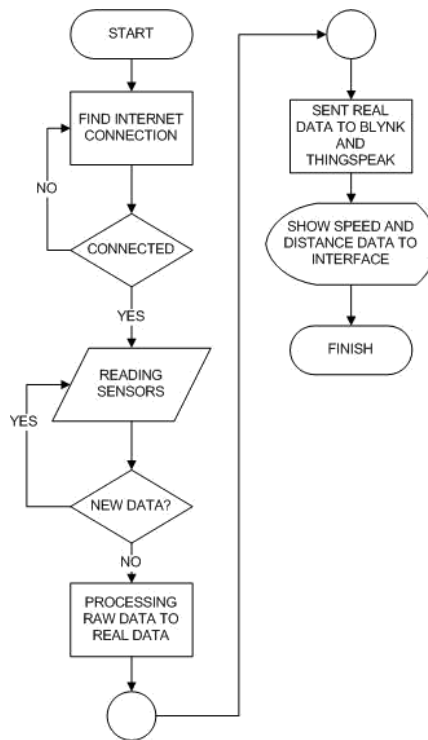 START
FIND INTERNET
CONNECTION
NO
CONNECTED
YES
READING
SENSORS
YES
NEW DATA?
NO
PROCESSING
RAW DATA TO
REAL DATA
SENT REAL
DATA TO BLYNK
AND
THINGSPEAK
SHOW SPEED AND
DISTANCE DATA TO
INTERFACE
FINISH